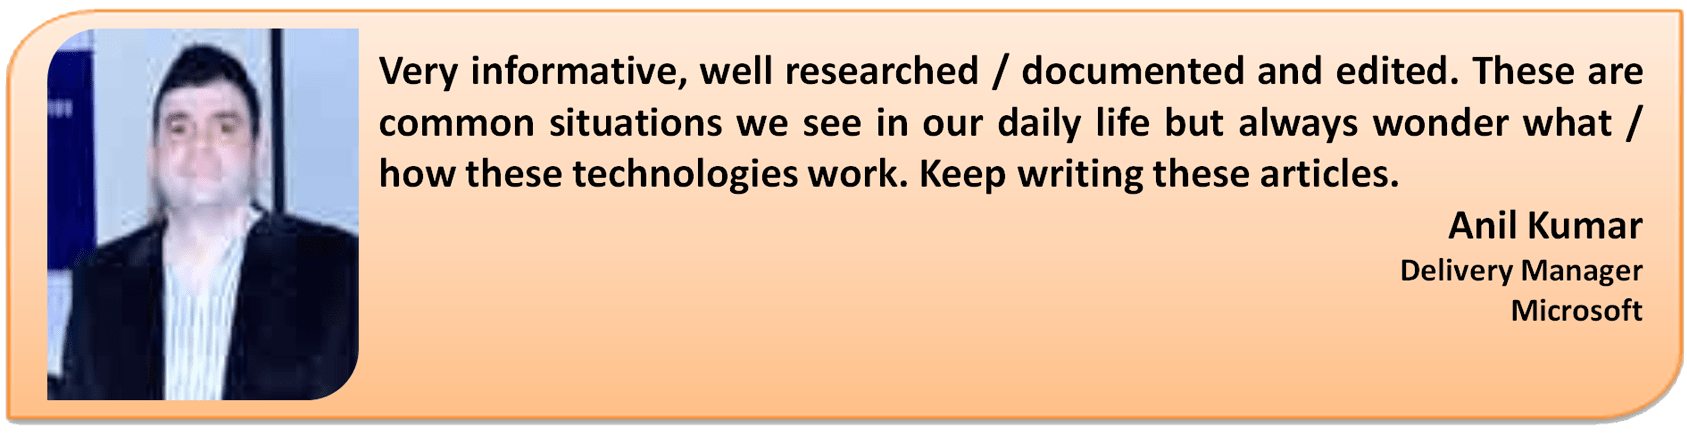 Very informative, well researched / documented and edited. These are
common situations we see in our daily life but always wonder what /
how these technologies work. Keep writing these articles.
Anil Kumar
Delivery Manager
Microsoft